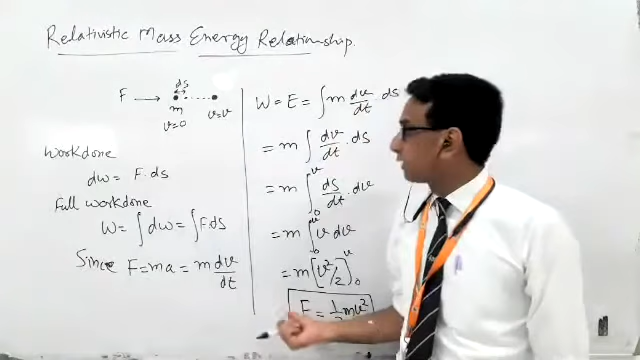 Relativistic Mass Energy Relationship.
ds
F → m
v=0 v=v
Workdone
dw = F.ds
Full workdone
W = ∫dw = ∫F.ds
Since F = ma = m dv/dt
W = E = ∫ m dv/dt . ds
= m ∫ dv/dt . ds
= m ∫₀ᵛ ds/dt . dv
= m ∫₀ᵛ v dv
= m [v²/2]₀ᵛ
E = ½ mv²